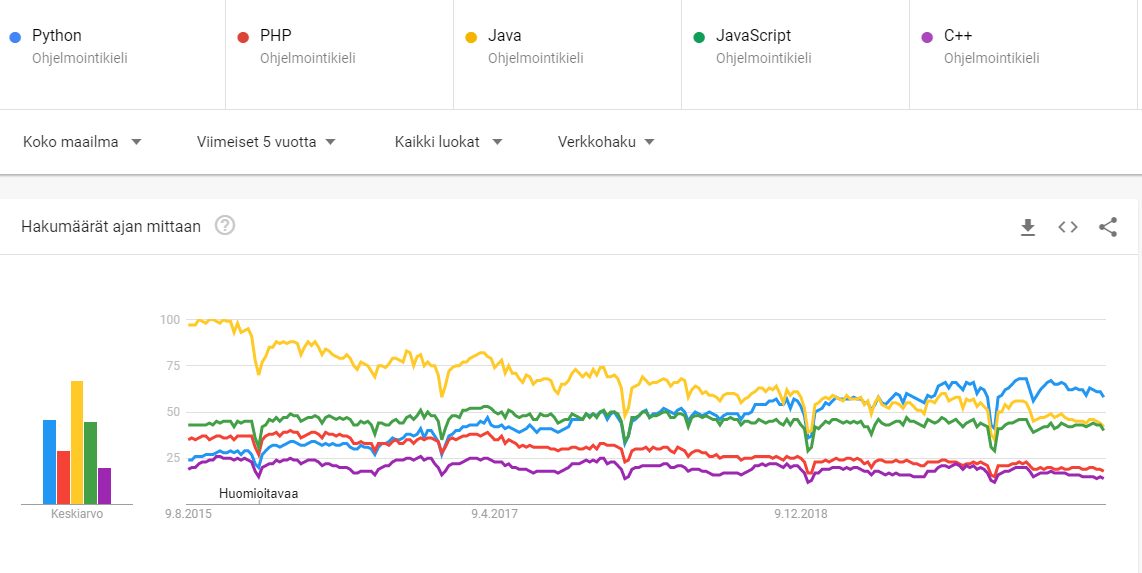 Python
Ohjelmointikieli
PHP
Ohjelmointikieli
Java
Ohjelmointikieli
JavaScript
Ohjelmointikieli
C++
Ohjelmointikieli
Koko maailma
Viimeiset 5 vuotta
Kaikki luokat
Verkkohaku
Hakumäärät ajan mittaan
?
100
75
50
25
Huomioitavaa
Keskiarvo
9.8.2015
9.4.2017
9.12.2018